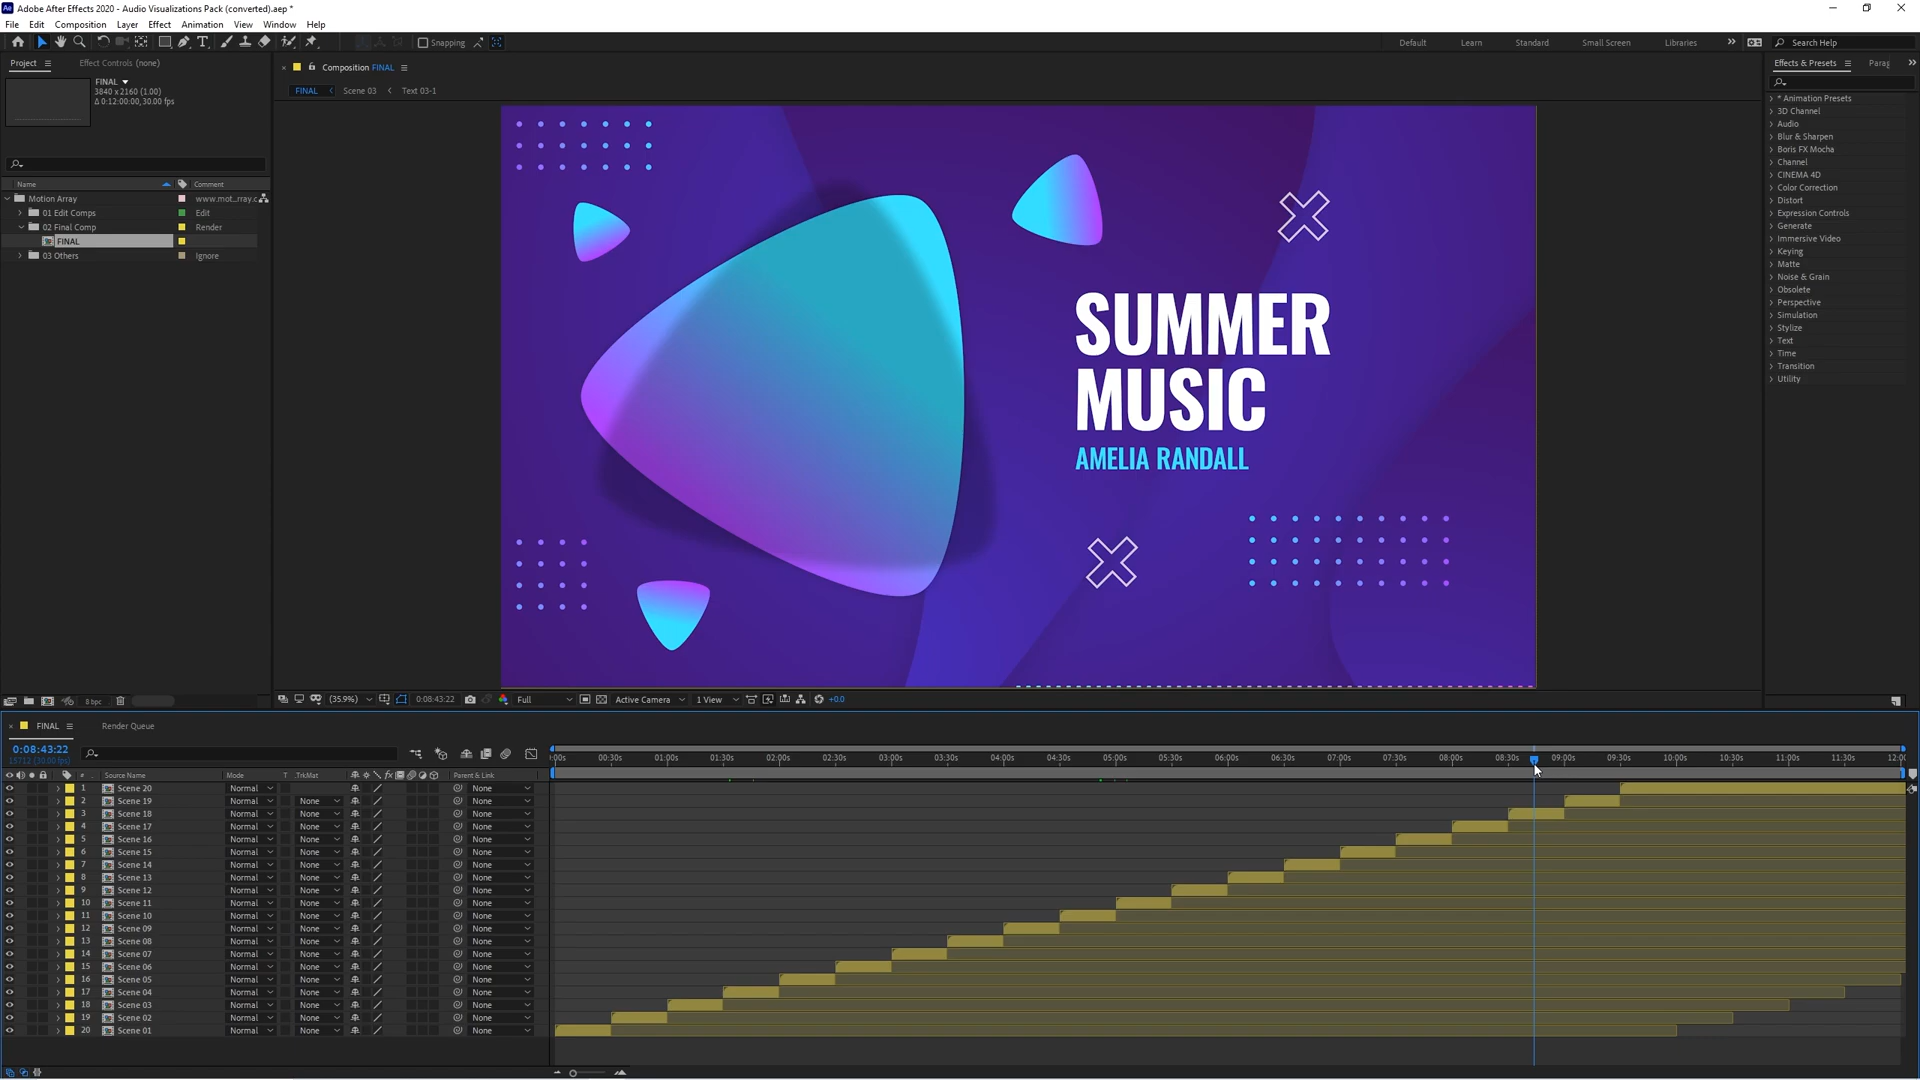 Adobe After Effects 2020 - Audio Visualizations Pack (converted).aep *
File Edit Composition Layer Effect Animation View Window Help
Snapping
Default Learn Standard Small Screen Libraries Search Help
Project Effect Controls (none)
Composition FINAL
Effects & Presets Parag
FINAL
3840 x 2160 (1.00)
Δ 0:12:00:00, 30.00 fps
FINAL Scene 03 Text 03-1
Name Comment
Motion Array www.mot...rray.c
01 Edit Comps Edit
02 Final Comp Render
FINAL
03 Others Ignore
SUMMER
MUSIC
AMELIA RANDALL
* Animation Presets
3D Channel
Audio
Blur & Sharpen
Boris FX Mocha
Channel
CINEMA 4D
Color Correction
Distort
Expression Controls
Generate
Immersive Video
Keying
Matte
Noise & Grain
Obsolete
Perspective
Simulation
Stylize
Text
Time
Transition
Utility
8 bpc
(35.9%) 0:08:43:22 Full Active Camera 1 View +0.0
FINAL Render Queue
0:08:43:22
15712 (30.00 fps)
:00s 00:30s 01:00s 01:30s 02:00s 02:30s 03:00s 03:30s 04:00s 04:30s 05:00s 05:30s 06:00s 06:30s 07:00s 07:30s 08:00s 08:30s 09:00s 09:30s 10:00s 10:30s 11:00s 11:30s 12:00
# Source Name Mode T .TrkMat fx Parent & Link
1 Scene 20 Normal None
2 Scene 19 Normal None None
3 Scene 18 Normal None None
4 Scene 17 Normal None None
5 Scene 16 Normal None None
6 Scene 15 Normal None None
7 Scene 14 Normal None None
8 Scene 13 Normal None None
9 Scene 12 Normal None None
10 Scene 11 Normal None None
11 Scene 10 Normal None None
12 Scene 09 Normal None None
13 Scene 08 Normal None None
14 Scene 07 Normal None None
15 Scene 06 Normal None None
16 Scene 05 Normal None None
17 Scene 04 Normal None None
18 Scene 03 Normal None None
19 Scene 02 Normal None None
20 Scene 01 Normal None None